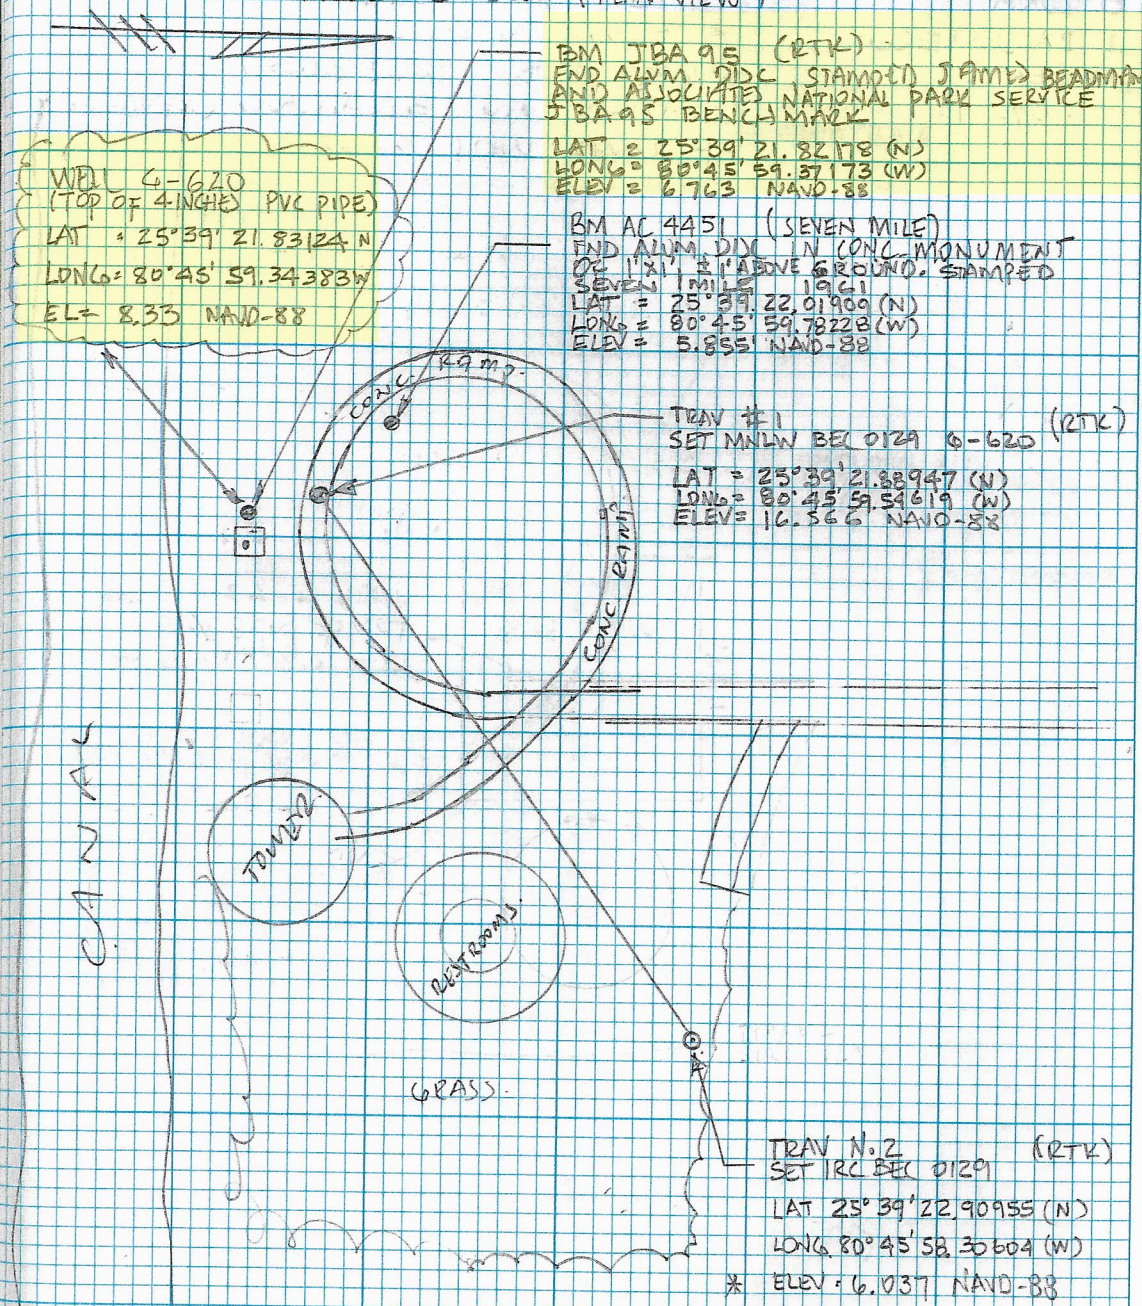 (PLAN VIEW)
BM JBA 95 (RTK)
FND ALUM. DISC STAMPED JAMES BEADMAN
AND ASSOCIATES NATIONAL PARK SERVICE
JBA 95 BENCHMARK
LAT = 25°39'21.82178 (N)
LONG = 80°45'59.37173 (W)
ELEV = 6.763 NAVD-88
WELL G-620
(TOP OF 4 INCHES PVC PIPE)
LAT = 25°39'21.83124 N
LONG = 80°45'59.34383 W
EL = 8.33 NAVD-88
BM AC 4451 (SEVEN MILE)
FND ALUM. DISC IN CONC. MONUMENT
OF 1'X1', ±1' ABOVE GROUND. STAMPED
SEVEN MILE 1961
LAT = 25°39'22.01909 (N)
LONG = 80°45'59.78228 (W)
ELEV = 5.855' NAVD-88
CONC. RAMP.
TRAV #1 (RTK)
SET MNLW BEC 0129 G-620
LAT = 25°39'21.88947 (N)
LONG = 80°45'59.54619 (W)
ELEV = 16.566 NAVD-88
CONC. RAMP
CANAL
TOWER.
RESTROOMS.
GRASS.
TRAV N.2 (RTK)
SET IRC BEC 0129
LAT 25°39'22.90955 (N)
LONG. 80°45'58.30604 (W)
* ELEV = 6.037 NAVD-88